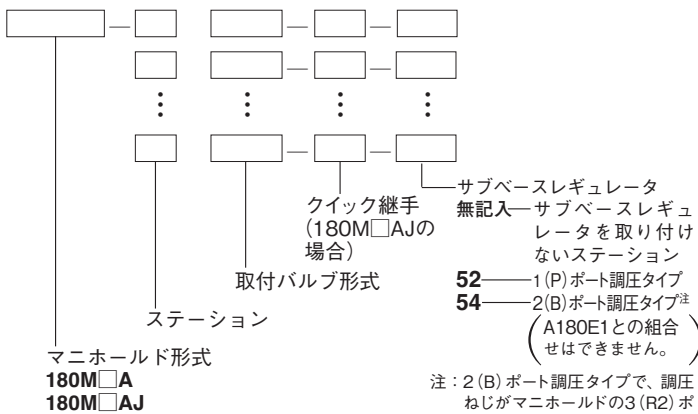 サブベースレギュレータ
無記入—サブベースレギュ
レータを取り付け
ないステーション
52—1(P)ポート調圧タイプ
54—2(B)ポート調圧タイプ注
(A180E1との組合
せはできません。)
クイック継手
(180M□AJの
場合)
取付バルブ形式
ステーション
マニホールド形式
180M□A
180M□AJ
注：2(B)ポート調圧タイプで、調圧
ねじがマニホールドの3(R2)ポ